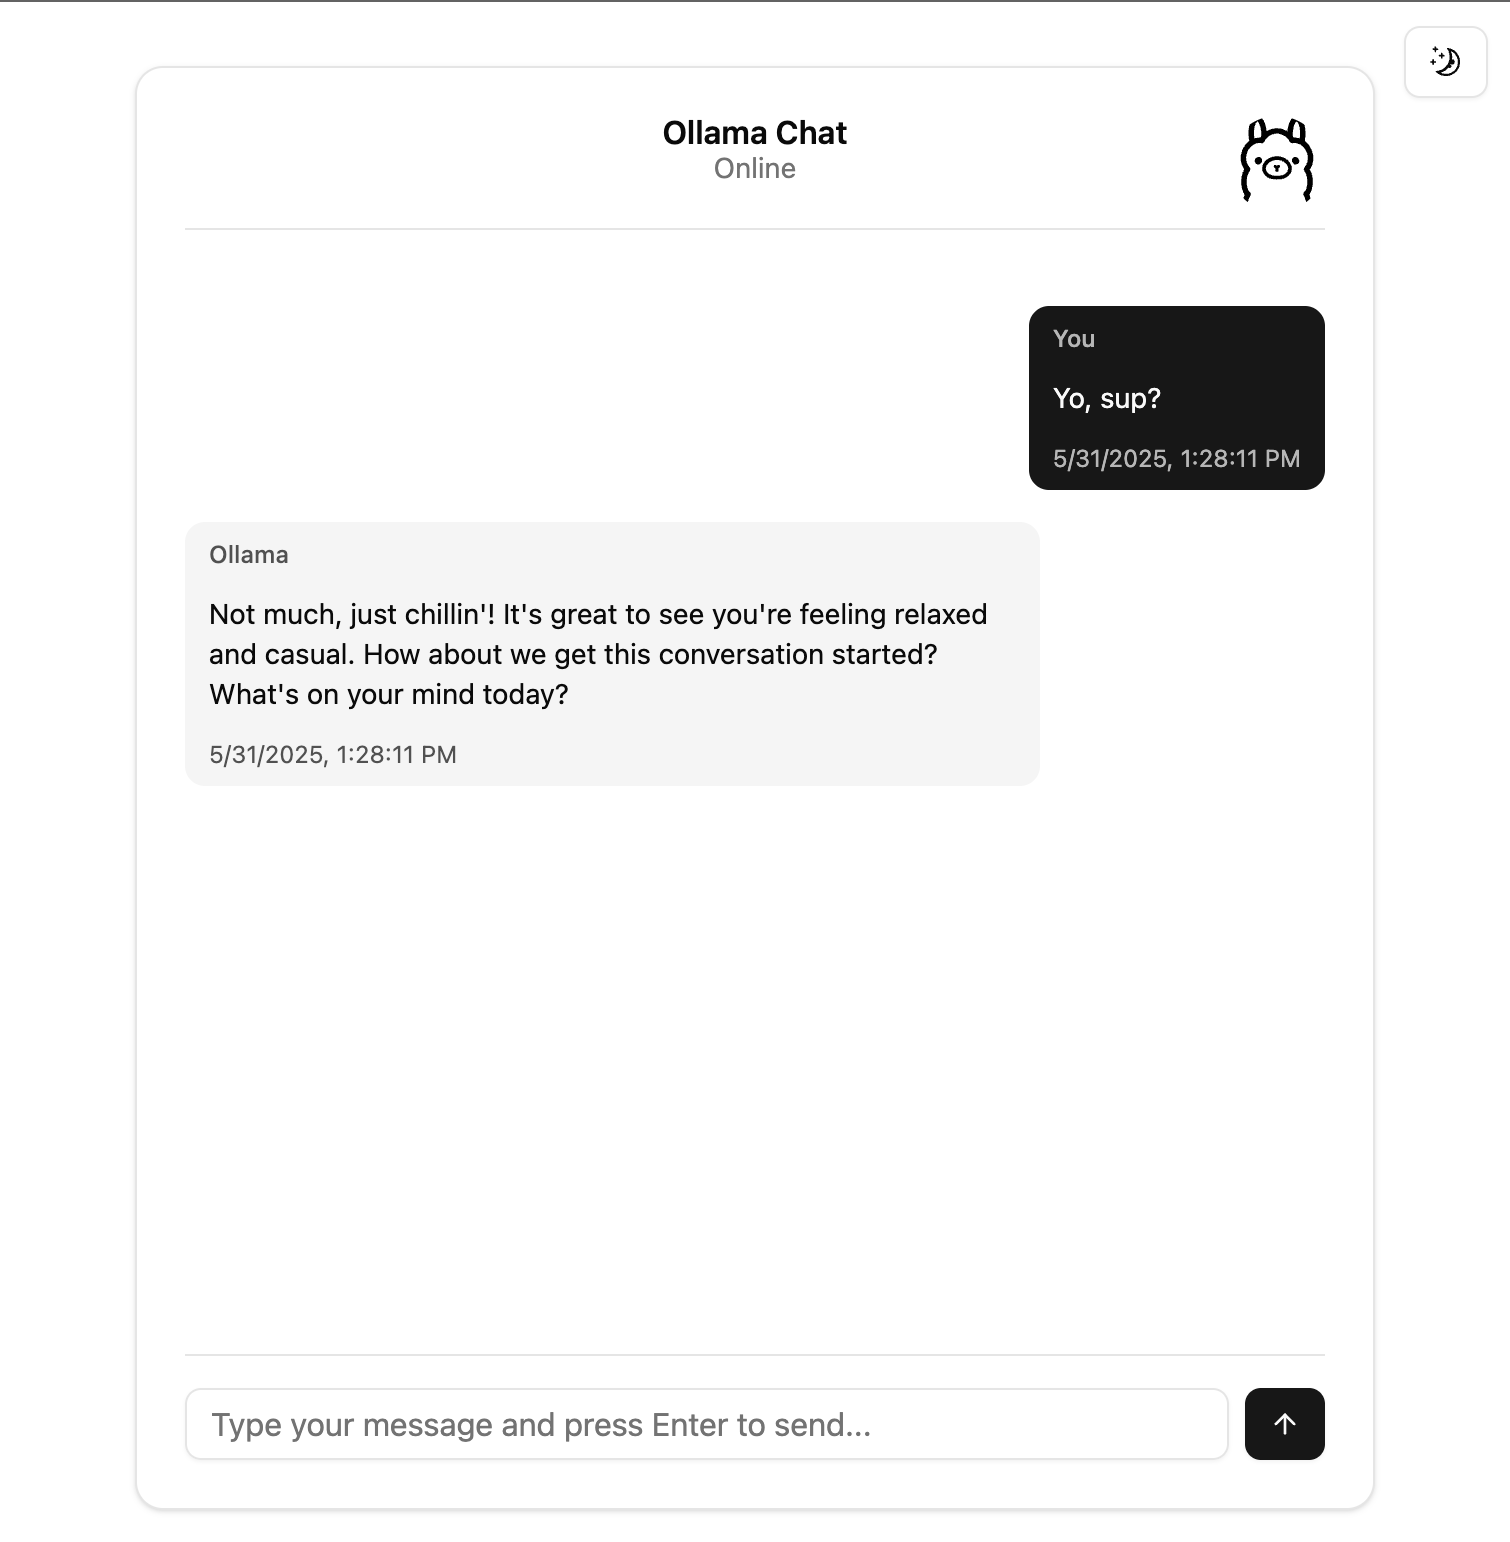 Ollama Chat
Online
You
Yo, sup?
5/31/2025, 1:28:11 PM
Ollama
Not much, just chillin'! It's great to see you're feeling relaxed
and casual. How about we get this conversation started?
What's on your mind today?
5/31/2025, 1:28:11 PM
Type your message and press Enter to send...